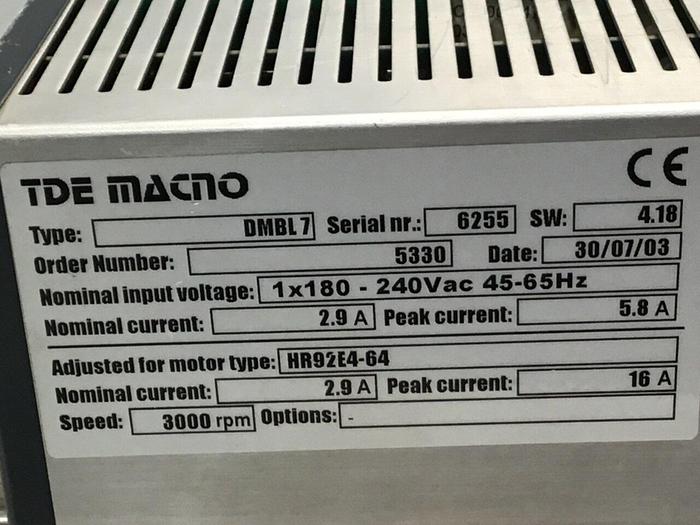 TDE MACNO CE
Type: DMBL 7 Serial nr.: 6255 SW: 4.18
Order Number: 5330 Date: 30/07/03
Nominal input voltage: 1x180 - 240Vac 45-65Hz
Nominal current: 2.9 A Peak current: 5.8 A
Adjusted for motor type: HR92E4-64
Nominal current: 2.9 A Peak current: 16 A
Speed: 3000 rpm Options: -